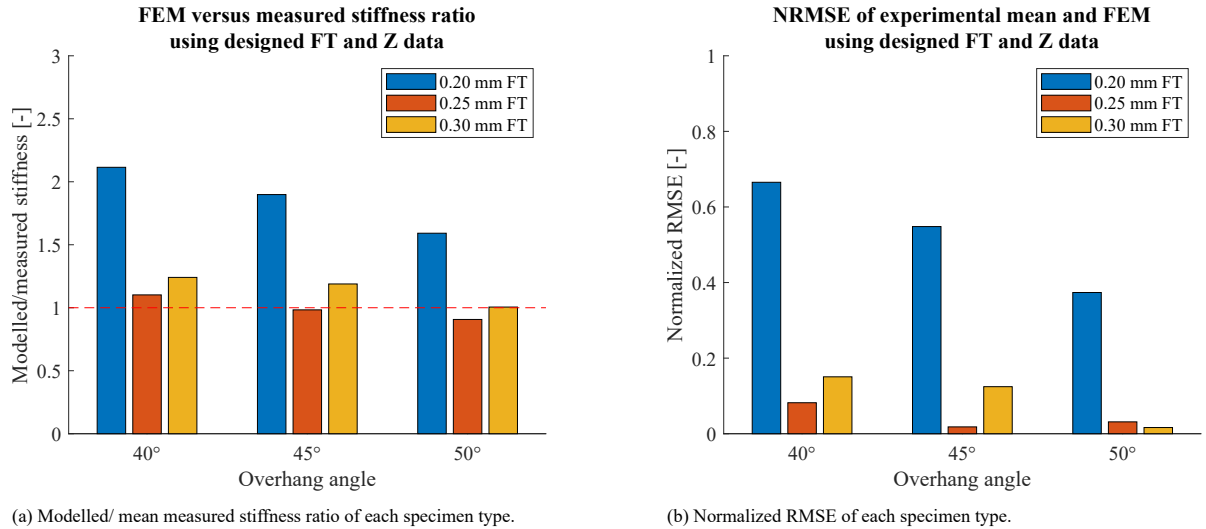 FEM versus measured stiffness ratio
using designed FT and Z data
3
2.5
2
1.5
1
0.5
0
Modelled/measured stiffness [-]
0.20 mm FT
0.25 mm FT
0.30 mm FT
40°
45°
50°
Overhang angle
(a) Modelled/ mean measured stiffness ratio of each specimen type.
NRMSE of experimental mean and FEM
using designed FT and Z data
1
0.8
0.6
0.4
0.2
0
Normalized RMSE [-]
0.20 mm FT
0.25 mm FT
0.30 mm FT
40°
45°
50°
Overhang angle
(b) Normalized RMSE of each specimen type.